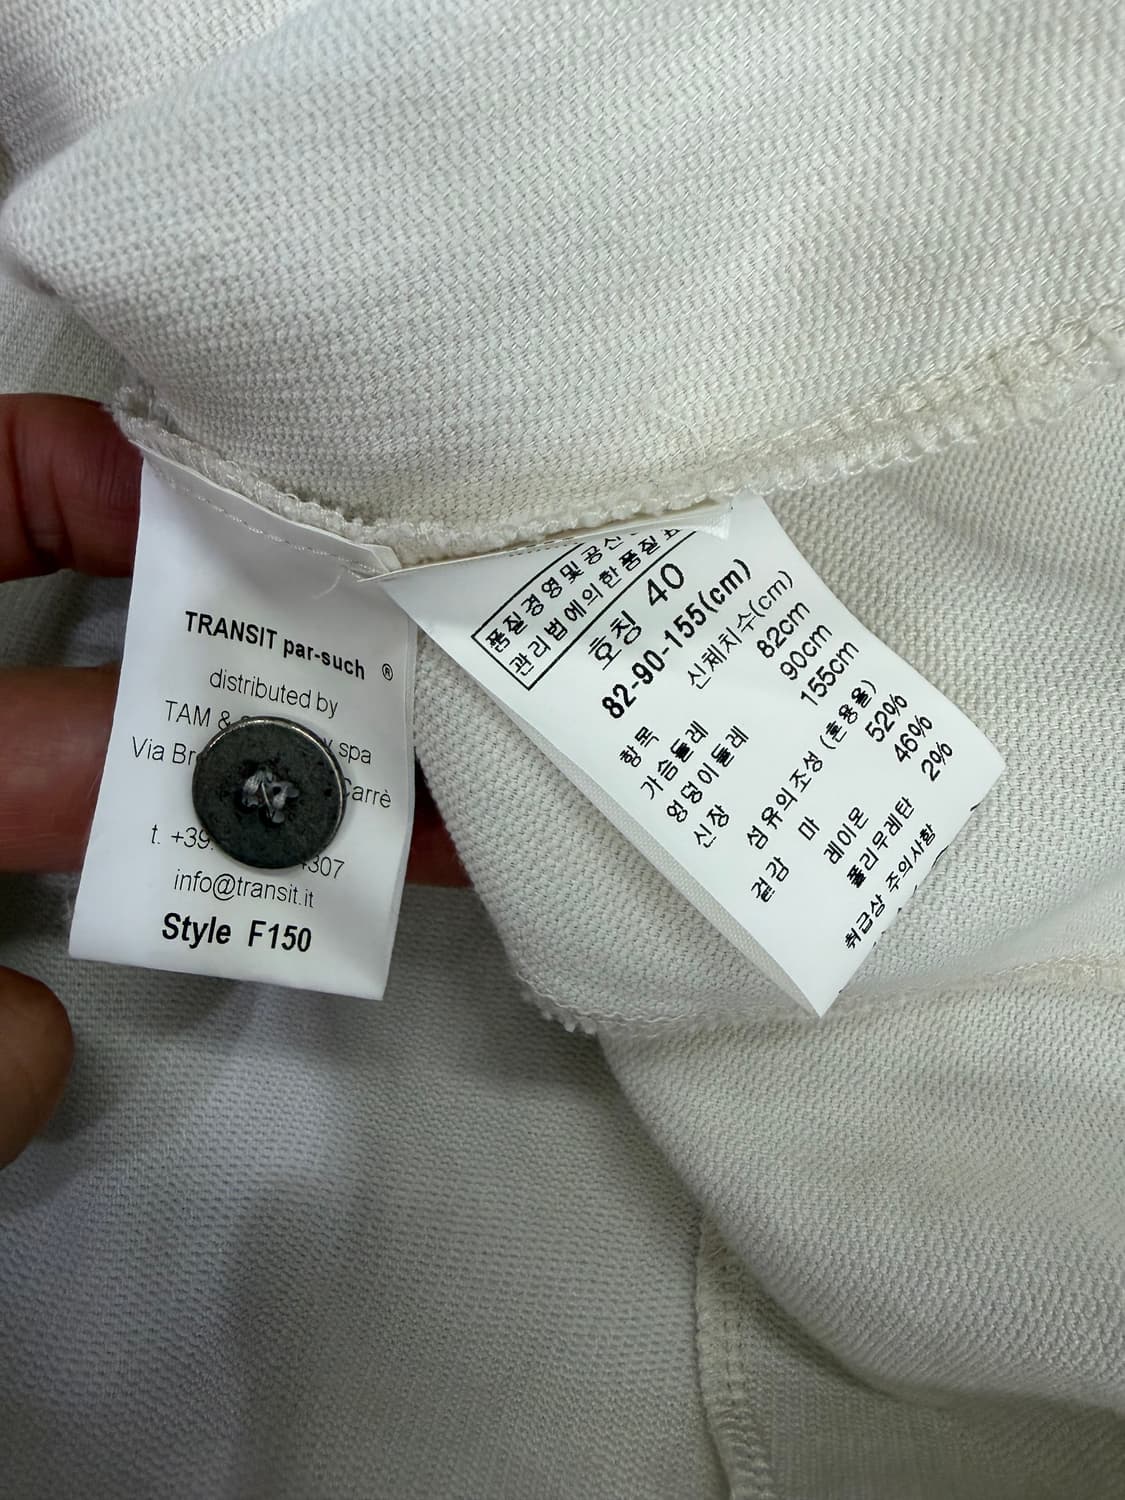 TRANSIT par-such ®
distributed by
TAM & spa
Via Carrè
t. +39. 307
info@transit.it
Style F150
품질경영및공산
관리법에의한품질표
호칭 40
82-90-155(cm)
항목 신체치수(cm)
가슴둘레 82cm
엉덩이둘레 90cm
신장 155cm
섬유의조성 (혼용율)
겉감 마 52%
레이온 46%
폴리우레탄 2%
취급상 주의사항